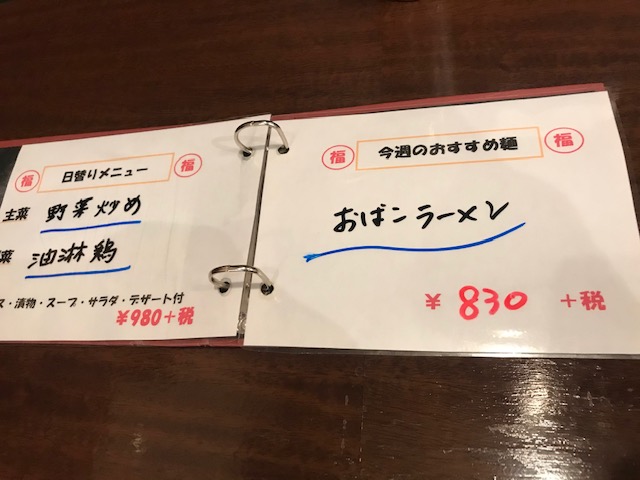 福 日替りメニュー 福
主菜 野菜炒め
菜 油淋鶏
ス・漬物・スープ・サラダ・デザート付
¥980+税
福 今週のおすすめ麺 福
おばこラーメン
¥ 830 +税